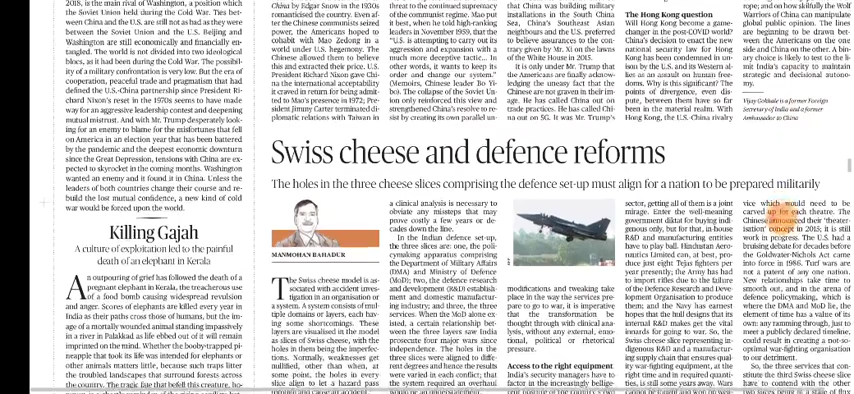 2018, is the main rival of Washington, a position which
the Soviet Union held during the Cold War. Ties bet-
ween China and the U.S. are still not as bad as they were
between the Soviet Union and the U.S. Beijing and
Washington are still economically and financially en-
tangled. The world is not divided into two ideological
blocs, as it had been during the Cold War. The possibil-
ity of a military confrontation is very low. But the era of
cooperation, peaceful trade and pragmatism that had
defined the U.S.-China partnership since President Ri-
chard Nixon's reset in the 1970s seems to have made
way for an aggressive leadership contest and deepening
mutual mistrust. And with Mr. Trump desperately look-
ing for an enemy to blame for the misfortunes that fell
on America in an election year that has been battered
by the pandemic and the deepest economic downturn
since the Great Depression, tensions with China are ex-
pected to skyrocket in the coming months. Washington
wanted an enemy and it found it in China. Unless the
leaders of both countries change their course and re-
build the lost mutual confidence, a new kind of cold
war would be forced upon the world.
Killing Gajah
A culture of exploitation led to the painful
death of an elephant in Kerala
An outpouring of grief has followed the death of a
pregnant elephant in Kerala, the treacherous use
of a food bomb causing widespread revulsion
and anger. Scores of elephants are killed every year in
India as their paths cross those of humans, but the im-
age of a mortally wounded animal standing impassively
in a river in Palakkad as life ebbed out of it will remain
imprinted on the mind. Whether the booby-trapped pi-
neapple that took its life was intended for elephants or
other animals matters little, because such traps litter
the troubled landscapes that surround forests across
the country. The tragic fate that befell this creature, ho-
China by Edgar Snow in the 1930s
romanticised the country. Even af-
ter the Chinese communists seized
power, the Americans hoped to
cohabit with Mao Zedong in a
world under U.S. hegemony. The
Chinese allowed them to believe
this and extracted their price. U.S.
President Richard Nixon gave Chi-
na the international acceptability
it craved in return for being admit-
ted to Mao's presence in 1972; Pre-
sident Jimmy Carter terminated di-
plomatic relations with Taiwan in
threat to the continued supremacy
of the communist regime. Mao put
it best, when he told high-ranking
leaders in November 1959, that the
"U.S. is attempting to carry out its
aggression and expansion with a
much more deceptive tactic... In
other words, it wants to keep its
order and change our system."
(Memoirs, Chinese leader Bo Yi-
bo). The collapse of the Soviet Un-
ion only reinforced this view and
strengthened China's resolve to re-
sist by creating its own parallel un-
that China was building military
installations in the South China
Sea, China's Southeast Asian
neighbours and the U.S. preferred
to believe assurances to the con-
trary given by Mr. Xi on the lawns
of the White House in 2015.
It is only under Mr. Trump that
the Americans are finally acknow-
ledging the uneasy fact that the
Chinese are not graven in their im-
age. He has called China out on
trade practices. He has called Chi-
na out on 5G. It was Mr. Trump's
The Hong Kong question
Will Hong Kong become a game-
changer in the post-COVID world?
China's decision to enact the new
national security law for Hong
Kong has been condemned in un-
ison by the U.S. and its Western al-
lies as an assault on human free-
doms. Why is this significant? The
points of divergence, even dis-
pute, between them have so far
been in the material realm. With
Hong Kong, the U.S.-China rivalry
rope; and on how skilfully the Wolf
Warriors of China can manipulate
global public opinion. The lines
are beginning to be drawn bet-
ween the Americans on the one
side and China on the other. A bin-
ary choice is likely to test to the li-
mit India's capacity to maintain
strategic and decisional autono-
my.
Vijay Gokhale is a former Foreign
Secretary of India and a former
Ambassador to China
Swiss cheese and defence reforms
The holes in the three cheese slices comprising the defence set-up must align for a nation to be prepared militarily
MANMOHAN BAHADUR
The Swiss cheese model is as-
sociated with accident inves-
tigation in an organisation or
a system. A system consists of mul-
tiple domains or layers, each hav-
ing some shortcomings. These
layers are visualised in the model
as slices of Swiss cheese, with the
holes in them being the imperfec-
tions. Normally, weaknesses get
nullified, other than when, at
some point, the holes in every
slice align to let a hazard pass
a clinical analysis is necessary to
obviate any missteps that may
prove costly a few years or de-
cades down the line.
In the Indian defence set-up,
the three slices are: one, the poli-
cymaking apparatus comprising
the Department of Military Affairs
(DMA) and Ministry of Defence
(MoD); two, the defence research
and development (R&D) establish-
ment and domestic manufactur-
ing industry; and three, the three
services. When the MoD alone ex-
isted, a certain relationship bet-
ween the three layers saw India
prosecute four major wars since
independence. The holes in the
three slices were aligned to differ-
ent degrees and hence the results
were varied in each conflict; that
the system required an overhaul
modifications and tweaking take
place in the way the services pre-
pare to go to war, it is imperative
that the transformation be
thought through with clinical ana-
lysis, without any external, emo-
tional, political or rhetorical
pressure.
Access to the right equipment
India's security managers have to
factor in the increasingly bellige-
sector, getting all of them is a joint
mirage. Enter the well-meaning
government diktat for buying indi-
genous only, but for that, in-house
R&D and manufacturing entities
have to play ball. Hindustan Aero-
nautics Limited can, at best, pro-
duce just eight Tejas fighters per
year presently; the Army has had
to import rifles due to the failure
of the Defence Research and Deve-
lopment Organisation to produce
them; and the Navy has earnest
hopes that the hull designs that its
internal R&D makes get the vital
innards for going to war. So, the
Swiss cheese slice representing in-
digenous R&D and a manufactur-
ing supply chain that ensures qual-
ity war-fighting equipment, at the
right time and in required quanti-
ties, is still some years away. Wars
vice which would need to be
carved up for each theatre. The
Chinese announced their 'theater-
isation' concept in 2015; it is still
work in progress. The U.S. had a
bruising debate for decades before
the Goldwater-Nichols Act came
into force in 1986. Turf wars are
not a patent of any one nation.
New relationships take time to
smooth out, and in the arena of
defence policymaking, which is
where the DMA and MoD lie, the
element of time has a value of its
own: any ramming through, just to
meet a publicly declared timeline,
could result in creating a not-so-
optimal war-fighting organisation
to our detriment.
So, the three services that con-
stitute the third Swiss cheese slice
have to contend with the other